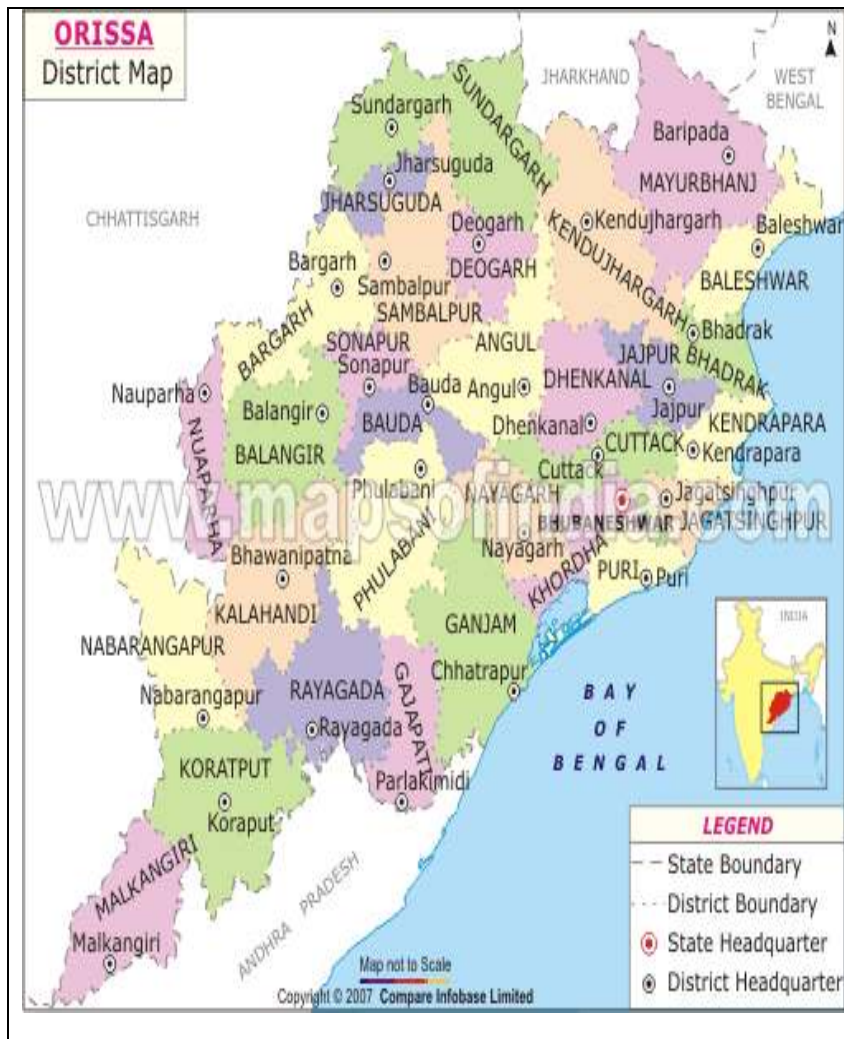 ORISSA
District Map
N
JHARKHAND
WEST
BENGAL
CHHATTISGARH
Sundargarh
SUNDARGARH
Baripada
MAYURBHANJ
Jharsuguda
JHARSUGUDA
Deogarh
DEOGARH
Kendujhargarh
KENDUJHARGARH
Baleshwar
BALESHWAR
Bargarh
BARGARH
Sambalpur
SAMBALPUR
SONAPUR
Sonapur
ANGUL
Angul
Bhadrak
BHADRAK
JAJPUR
Jajpur
DHENKANAL
Dhenkanal
Nauparha
NUAPARHA
Balangir
BALANGIR
Bauda
BAUDA
KENDRAPARA
Kendrapara
CUTTACK
Cuttack
Phulabani
PHULABANI
www.mapsofindia.com
NAYAGARH
Nayagarh
BHUBANESHWAR
Jagatsinghpur
JAGATSINGHPUR
KHORDHA
PURI
Puri
Bhawanipatna
KALAHANDI
GANJAM
Chhatrapur
NABARANGAPUR
Nabarangapur
RAYAGADA
Rayagada
GAJAPATI
Parlakimidi
KORATPUT
Koraput
MALKANGIRI
Malkangiri
ANDHRA PRADESH
BAY
OF
BENGAL
INDIA
LEGEND
State Boundary
District Boundary
State Headquarter
District Headquarter
Map not to Scale
Copyright © 2007 Compare Infobase Limited